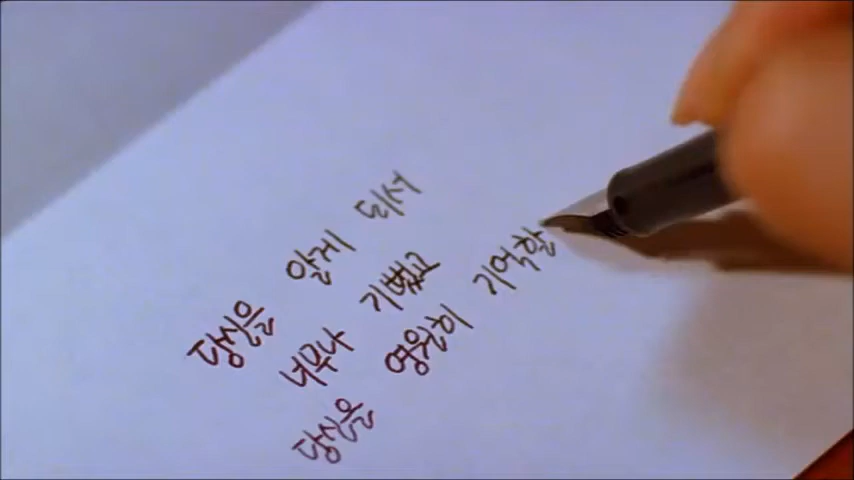 당신을 알게 되서
너무나 기뻤고
당신을 영원히 기억할